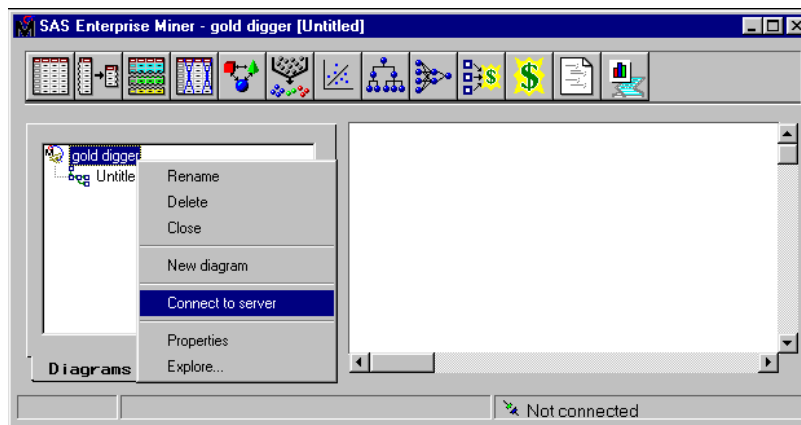 SAS Enterprise Miner - gold digger [Untitled]
gold digger
Untitle
Rename
Delete
Close
New diagram
Connect to server
Properties
Explore...
Diagrams
Not connected